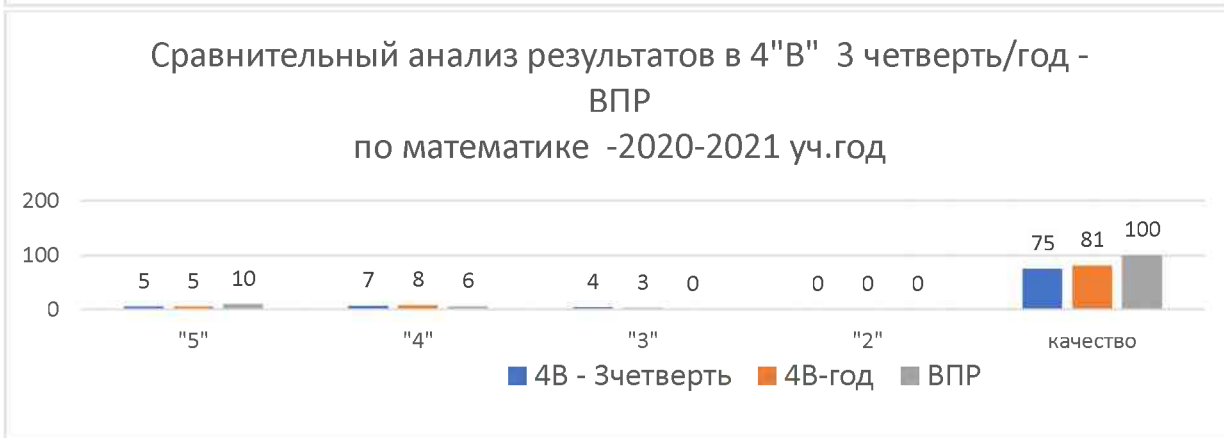 Сравнительный анализ результатов в 4"В" 3 четверть/год -
ВПР
по математике -2020-2021 уч.год
200
100
0
5 5 10
7 8 6
4 3 0
0 0 0
75 81 100
"5" "4" "3" "2" качество
4В - 3четверть 4В-год ВПР